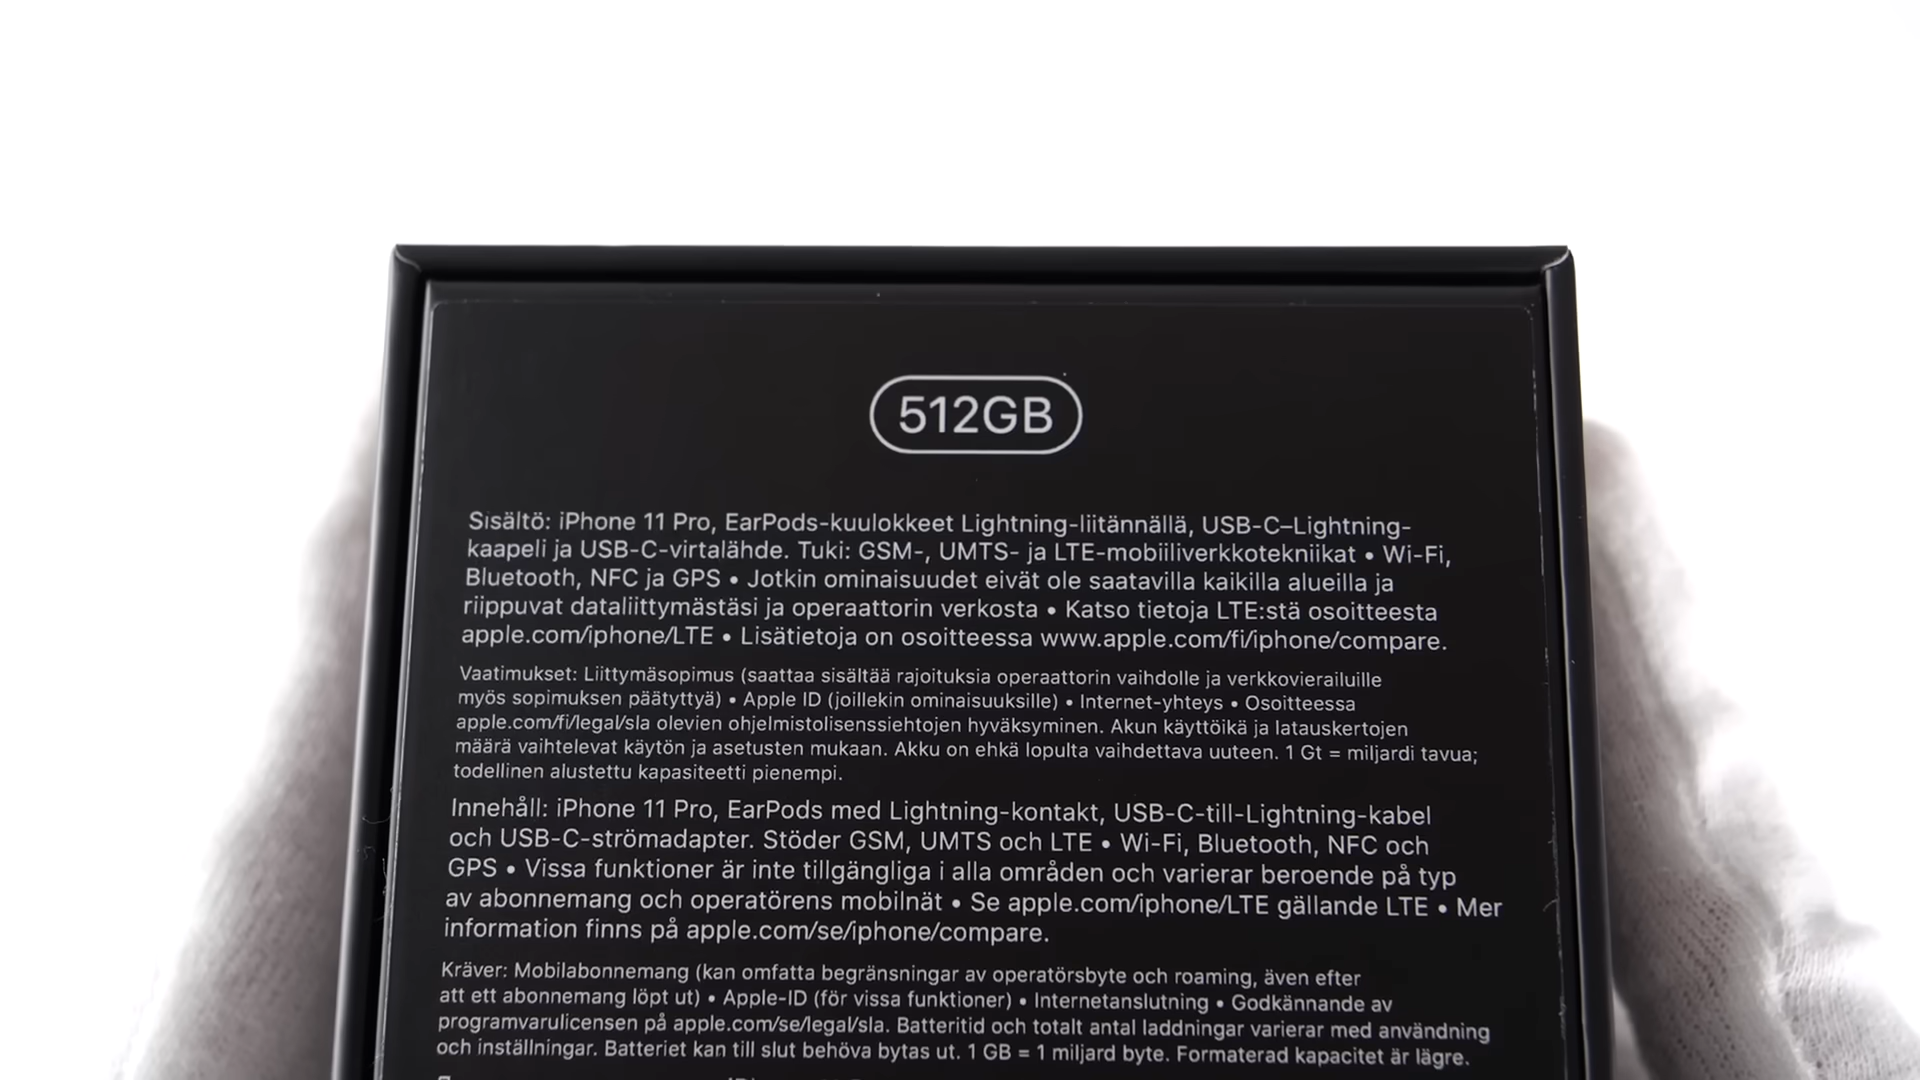 512GB
Sisältö: iPhone 11 Pro, EarPods-kuulokkeet Lightning-liitännällä, USB-C–Lightning-
kaapeli ja USB-C-virtalähde. Tuki: GSM-, UMTS- ja LTE-mobiiliverkkotekniikat • Wi-Fi,
Bluetooth, NFC ja GPS • Jotkin ominaisuudet eivät ole saatavilla kaikilla alueilla ja
riippuvat dataliittymästäsi ja operaattorin verkosta • Katso tietoja LTE:stä osoitteesta
apple.com/iphone/LTE • Lisätietoja on osoitteessa www.apple.com/fi/iphone/compare.
Vaatimukset: Liittymäsopimus (saattaa sisältää rajoituksia operaattorin vaihdolle ja verkkovierailuille
myös sopimuksen päätyttyä) • Apple ID (joillekin ominaisuuksille) • Internet-yhteys • Osoitteessa
apple.com/fi/legal/sla olevien ohjelmistolisenssiehtojen hyväksyminen. Akun käyttöikä ja latauskertojen
määrä vaihtelevat käytön ja asetusten mukaan. Akku on ehkä lopulta vaihdettava uuteen. 1 Gt = miljardi tavua;
todellinen alustettu kapasiteetti pienempi.
Innehåll: iPhone 11 Pro, EarPods med Lightning-kontakt, USB-C-till-Lightning-kabel
och USB-C-strömadapter. Stöder GSM, UMTS och LTE • Wi-Fi, Bluetooth, NFC och
GPS • Vissa funktioner är inte tillgängliga i alla områden och varierar beroende på typ
av abonnemang och operatörens mobilnät • Se apple.com/iphone/LTE gällande LTE • Mer
information finns på apple.com/se/iphone/compare.
Kräver: Mobilabonnemang (kan omfatta begränsningar av operatörsbyte och roaming, även efter
att ett abonnemang löpt ut) • Apple-ID (för vissa funktioner) • Internetanslutning • Godkännande av
programvarulicensen på apple.com/se/legal/sla. Batteritid och totalt antal laddningar varierar med användning
och inställningar. Batteriet kan till slut behöva bytas ut. 1 GB = 1 miljard byte. Formaterad kapacitet är lägre.